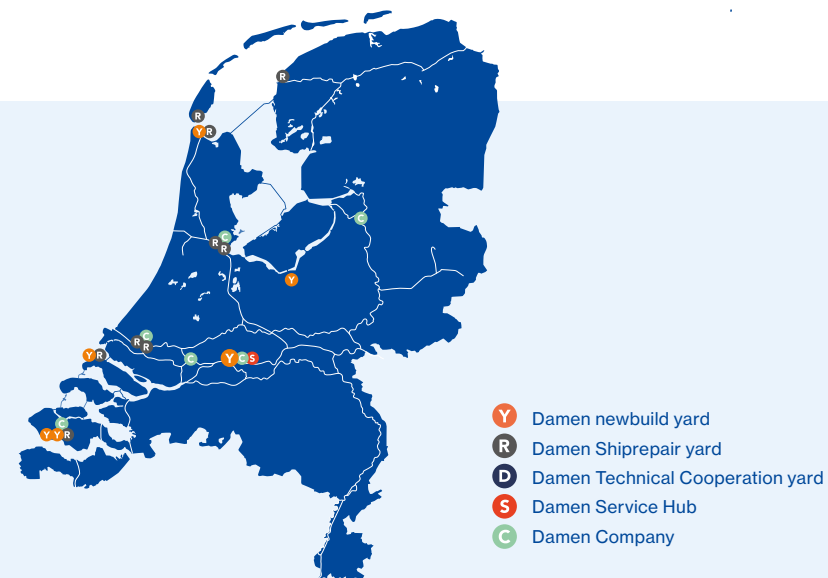 R
R
Y R
C
C
R
R
Y
C
R
R
Y R
C
Y C S
C
Y Y R
Y Damen newbuild yard
R Damen Shiprepair yard
D Damen Technical Cooperation yard
S Damen Service Hub
C Damen Company